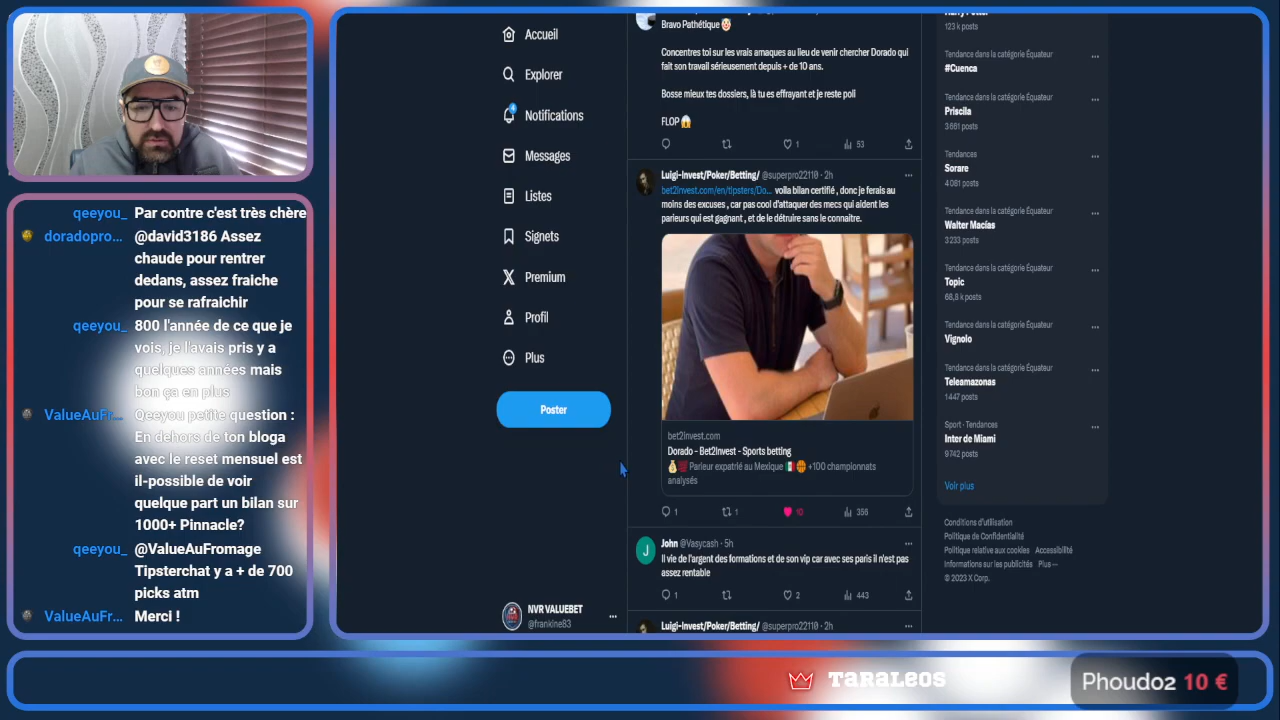 qeeyou_ Par contre c'est très chère
doradopro... @david3186 Assez
chaude pour rentrer
dedans, assez fraiche
pour se rafraichir
qeeyou_ 800 l'année de ce que je
vois, je l'avais pris y a
quelques années mais
bon ça en plus
ValueAuFr... Qeeyou petite question :
En dehors de ton bloga
avec le reset mensuel est
il-possible de voir
quelque part un bilan sur
1000+ Pinnacle?
qeeyou_ @ValueAuFromage
Tipsterchat y a + de 700
picks atm
ValueAuFr... Merci !
Accueil
Explorer
4
Notifications
Messages
Listes
Signets
Premium
Profil
Plus
Poster
NVR VALUEBET
@frankine83
Bravo Pathétique
Concentres toi sur les vrais arnaques au lieu de venir chercher Dorado qui
fait son travail sérieusement depuis + de 10 ans.
Bosse mieux tes dossiers, là tu es effrayant et je reste poli
FLOP
1 53
Luigi-Invest/Poker/Betting/ @superpro22110 · 2h
bet2invest.com/en/tipsters/Do... voila bilan certifié , donc je ferais au
moins des excuses , car pas cool d'attaquer des mecs qui aident les
parieurs qui est gagnant , et de le détruire sans le connaitre.
bet2invest.com
Dorado - Bet2Invest - Sports betting
Parieur expatrié au Mexique +100 championnats
analysés
1 1 10 356
John @Vasycash · 5h
Il vie de l'argent des formations et de son vip car avec ses paris il n'est pas
assez rentable
1 2 443
Luigi-Invest/Poker/Betting/ @superpro22110 · 2h
Harry Potter
123 k posts
Tendance dans la catégorie Équateur
#Cuenca
Tendance dans la catégorie Équateur
Priscila
3 661 posts
Tendances
Sorare
4 081 posts
Tendance dans la catégorie Équateur
Walter Macías
3 233 posts
Tendance dans la catégorie Équateur
Topic
68,8 k posts
Tendance dans la catégorie Équateur
Vignolo
Tendance dans la catégorie Équateur
Teleamazonas
1 447 posts
Sport · Tendances
Inter de Miami
9 742 posts
Voir plus
Conditions d'utilisation
Politique de Confidentialité
Politique relative aux cookies Accessibilité
Informations sur les publicités Plus ···
© 2023 X Corp.
TARALEOS
Phoudo2 10 €